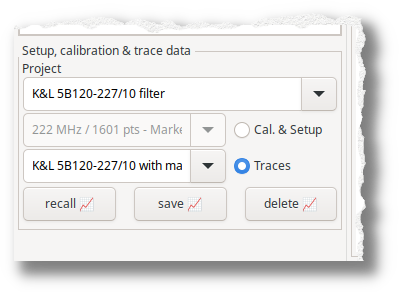 Setup, calibration & trace data
Project
K&L 5B120-227/10 filter
222 MHz / 1601 pts - Marke
Cal. & Setup
K&L 5B120-227/10 with ma
Traces
recall
save
delete